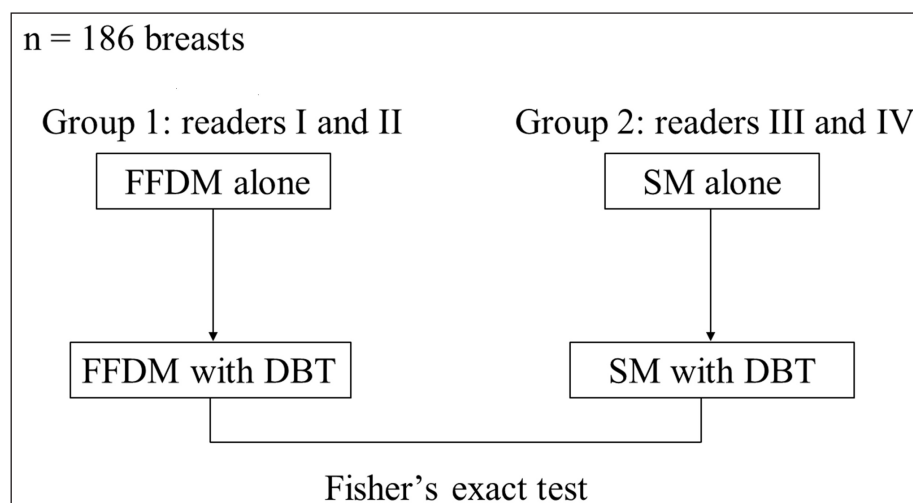 n = 186 breasts
Group 1: readers I and II
Group 2: readers III and IV
FFDM alone
SM alone
FFDM with DBT
SM with DBT
Fisher’s exact test